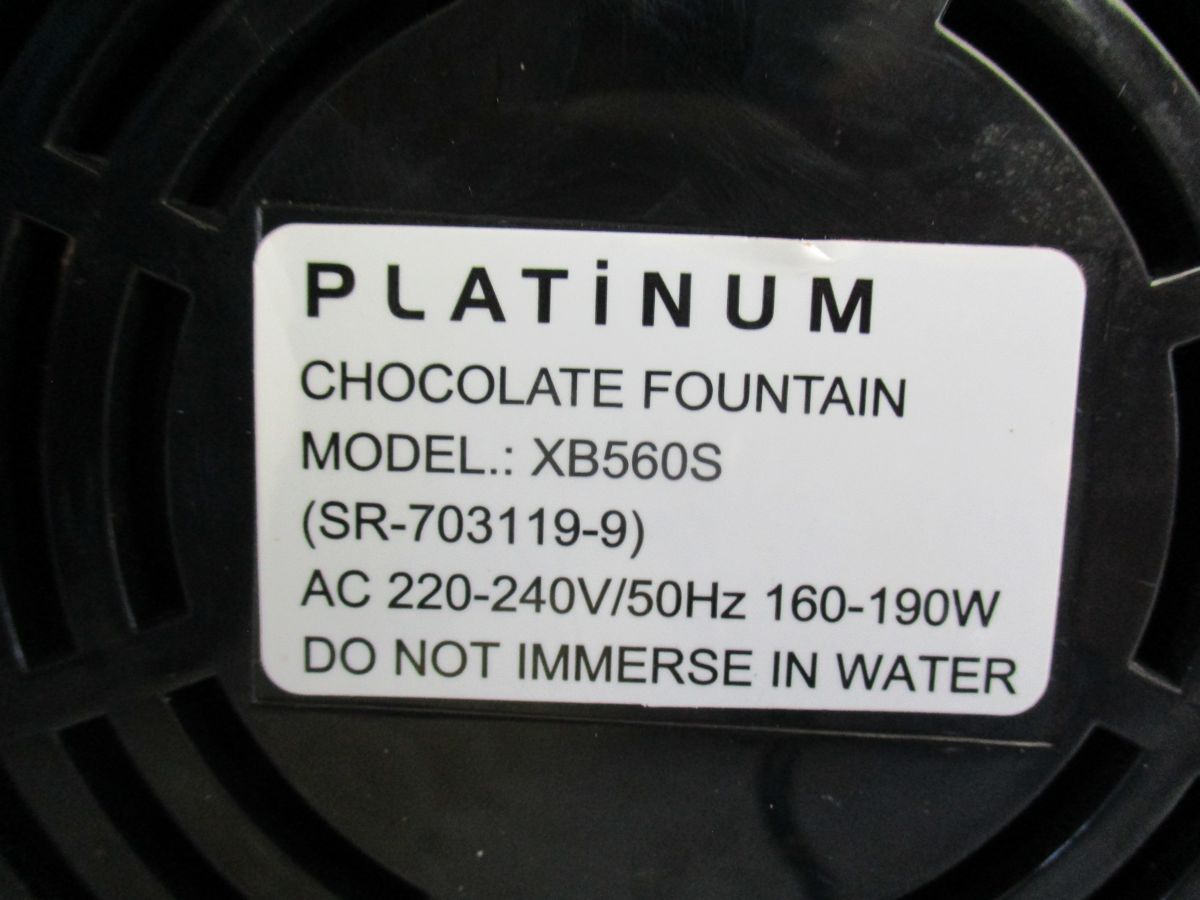 PLATiNUM
CHOCOLATE FOUNTAIN
MODEL.: XB560S
(SR-703119-9)
AC 220-240V/50Hz 160-190W
DO NOT IMMERSE IN WATER